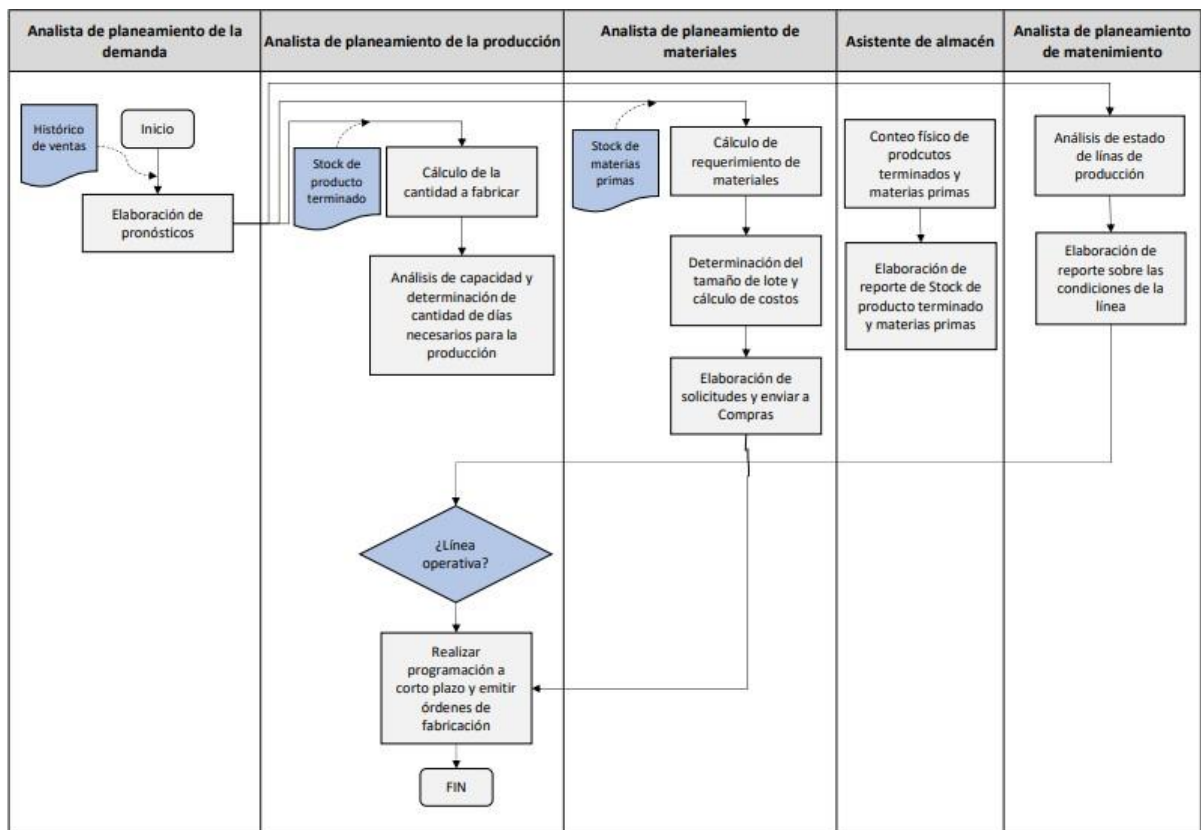 Analista de planeamiento de la
demanda
Analista de planeamiento de la producción
Analista de planeamiento de
materiales
Asistente de almacén
Analista de planeamiento
de matenimiento
Histórico
de ventas
Inicio
Elaboración de
pronósticos
Stock de
producto
terminado
Cálculo de la
cantidad a fabricar
Análisis de capacidad y
determinación de
cantidad de días
necesarios para la
producción
Stock de
materias
primas
Cálculo de
requerimiento de
materiales
Determinación del
tamaño de lote y
cálculo de costos
Elaboración de
solicitudes y enviar a
Compras
Conteo físico de
prodcutos
terminados y
materias primas
Elaboración de
reporte de Stock de
producto terminado
y materias primas
Análisis de estado
de línas de
producción
Elaboración de
reporte sobre las
condiciones de la
línea
¿Línea
operativa?
Realizar
programación a
corto plazo y emitir
órdenes de
fabricación
FIN